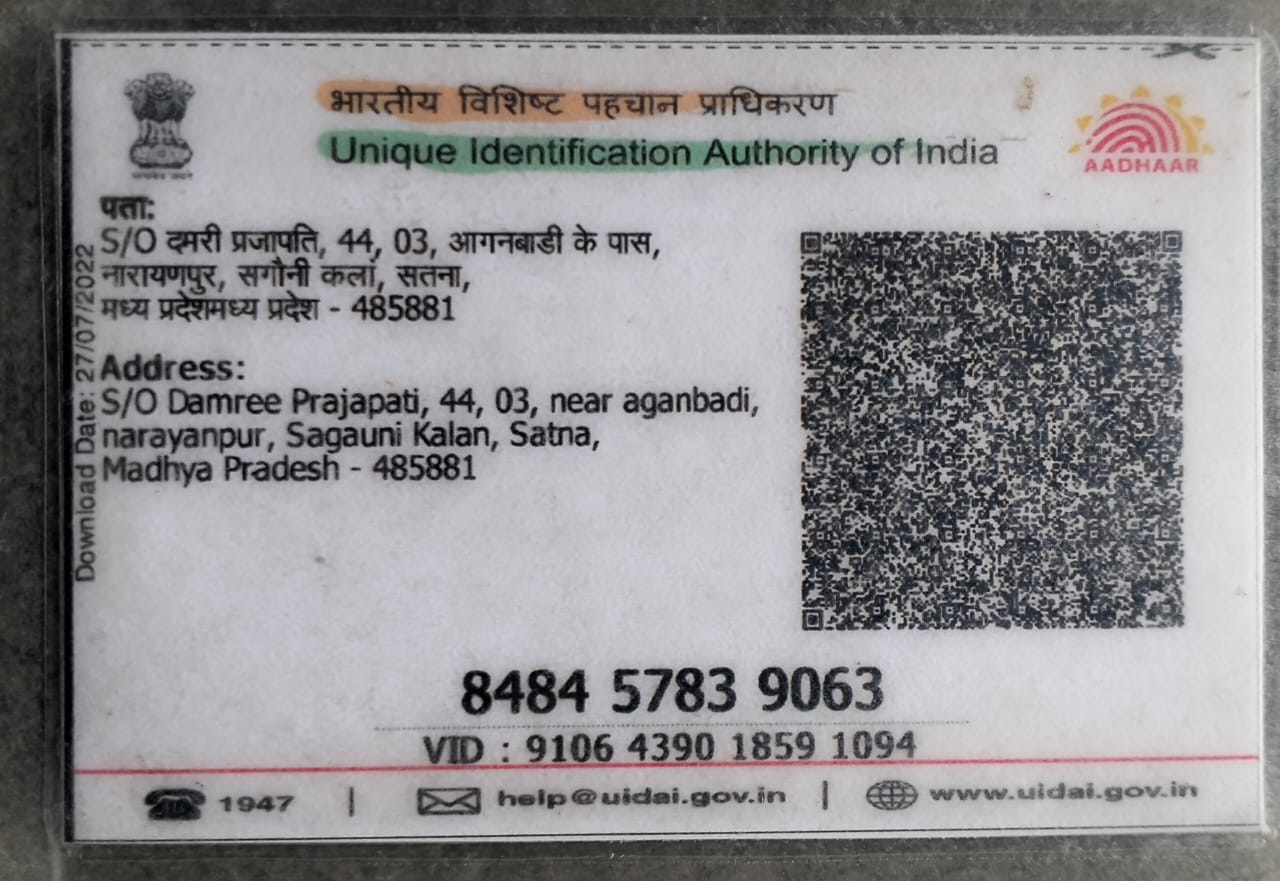 भारतीय विशिष्ट पहचान प्राधिकरण
Unique Identification Authority of India
AADHAAR
पता:
S/O दमरी प्रजापति, 44, 03, आगनबाडी के पास,
नारायणपुर, सगौनी कलां, सतना,
मध्य प्रदेशमध्य प्रदेश - 485881
Address:
S/O Damree Prajapati, 44, 03, near aganbadi,
narayanpur, Sagauni Kalan, Satna,
Madhya Pradesh - 485881
Download Date: 27/07/2022
8484 5783 9063
VID : 9106 4390 1859 1094
1947 | help@uidai.gov.in | www.uidai.gov.in